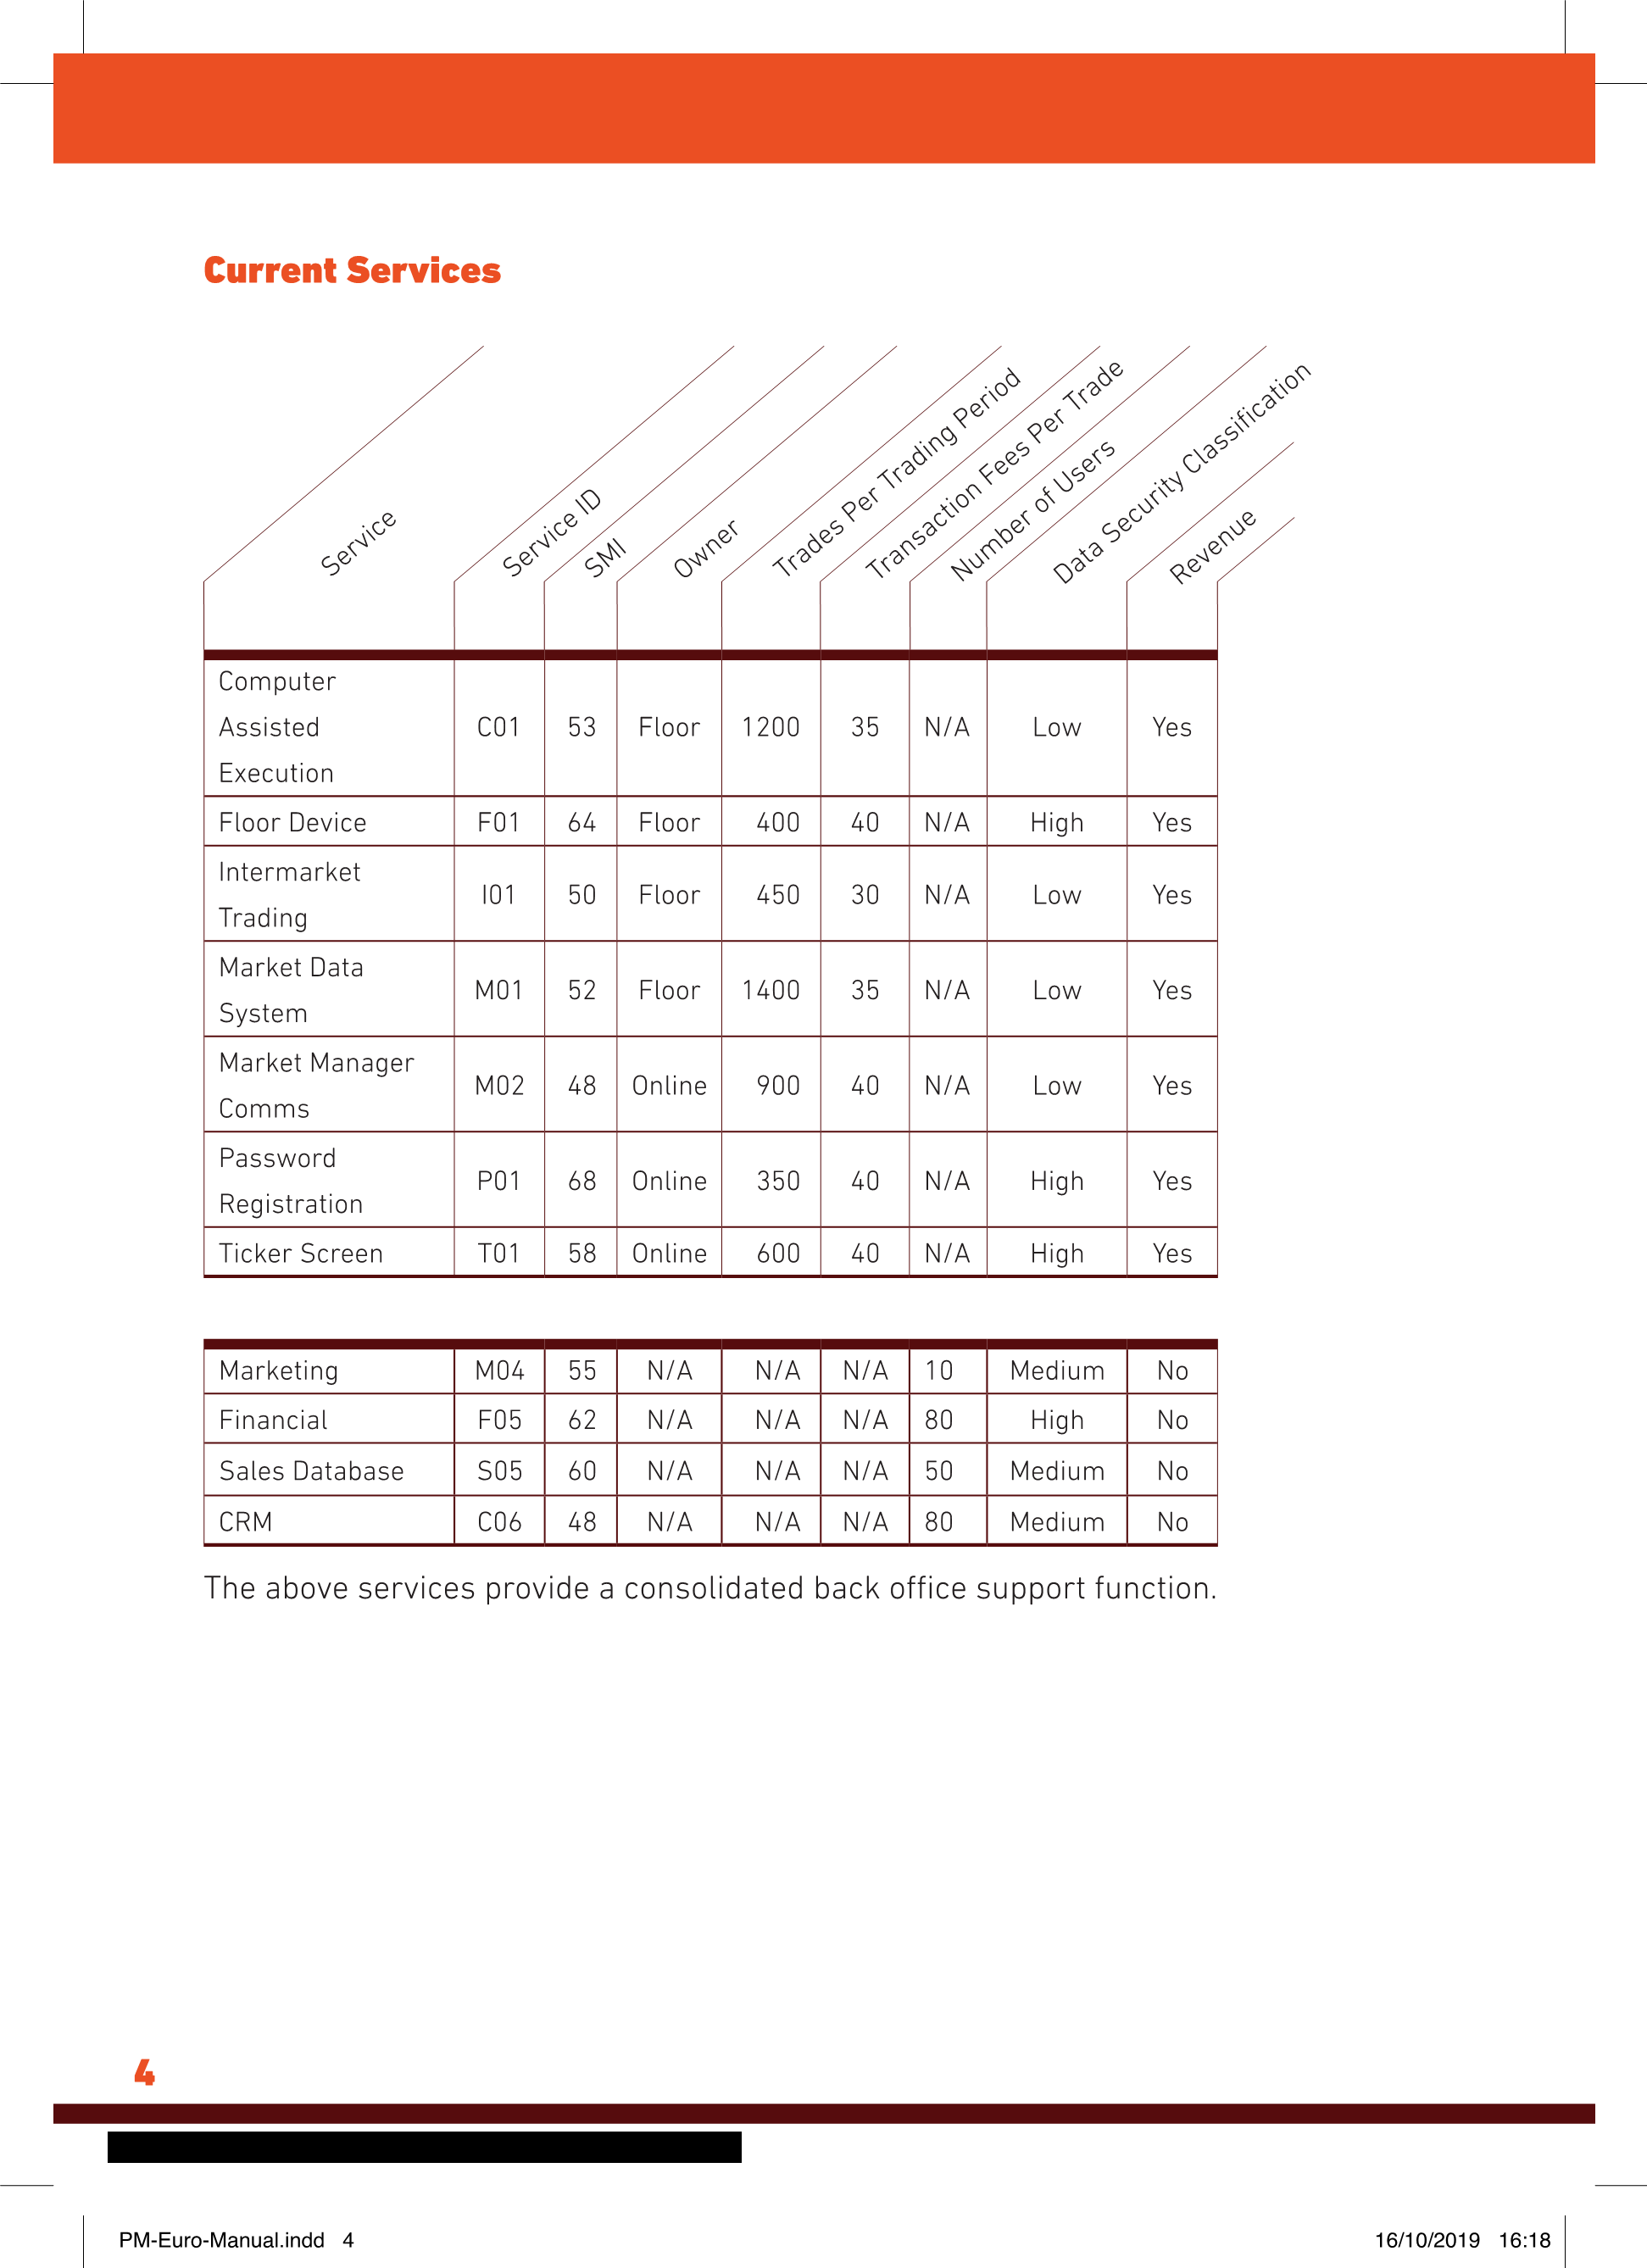 Current Services
Service Service ID SMI Owner Trades Per Trading Period Transaction Fees Per Trade Number of Users Data Security Classification Revenue
Computer
Assisted C01 53 Floor 1200 35 N/A Low Yes
Execution
Floor Device F01 64 Floor 400 40 N/A High Yes
Intermarket
I01 50 Floor 450 30 N/A Low Yes
Trading
Market Data
M01 52 Floor 1400 35 N/A Low Yes
System
Market Manager
M02 48 Online 900 40 N/A Low Yes
Comms
Password
P01 68 Online 350 40 N/A High Yes
Registration
Ticker Screen T01 58 Online 600 40 N/A High Yes
Marketing M04 55 N/A N/A N/A 10 Medium No
Financial F05 62 N/A N/A N/A 80 High No
Sales Database S05 60 N/A N/A N/A 50 Medium No
CRM C06 48 N/A N/A N/A 80 Medium No
The above services provide a consolidated back office support function.
4
PM-Euro-Manual.indd 4 16/10/2019 16:18